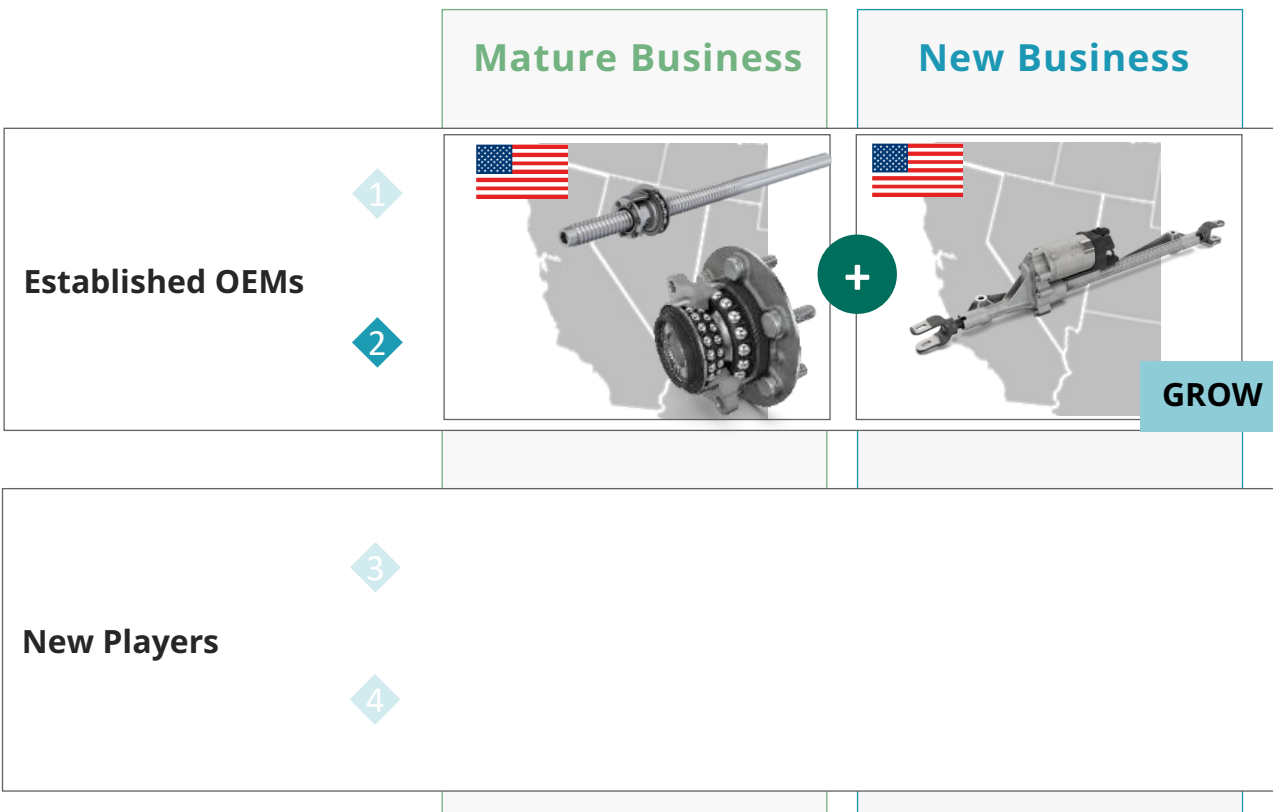 Mature Business
New Business
1
Established OEMs
+
2
GROW
3
New Players
4